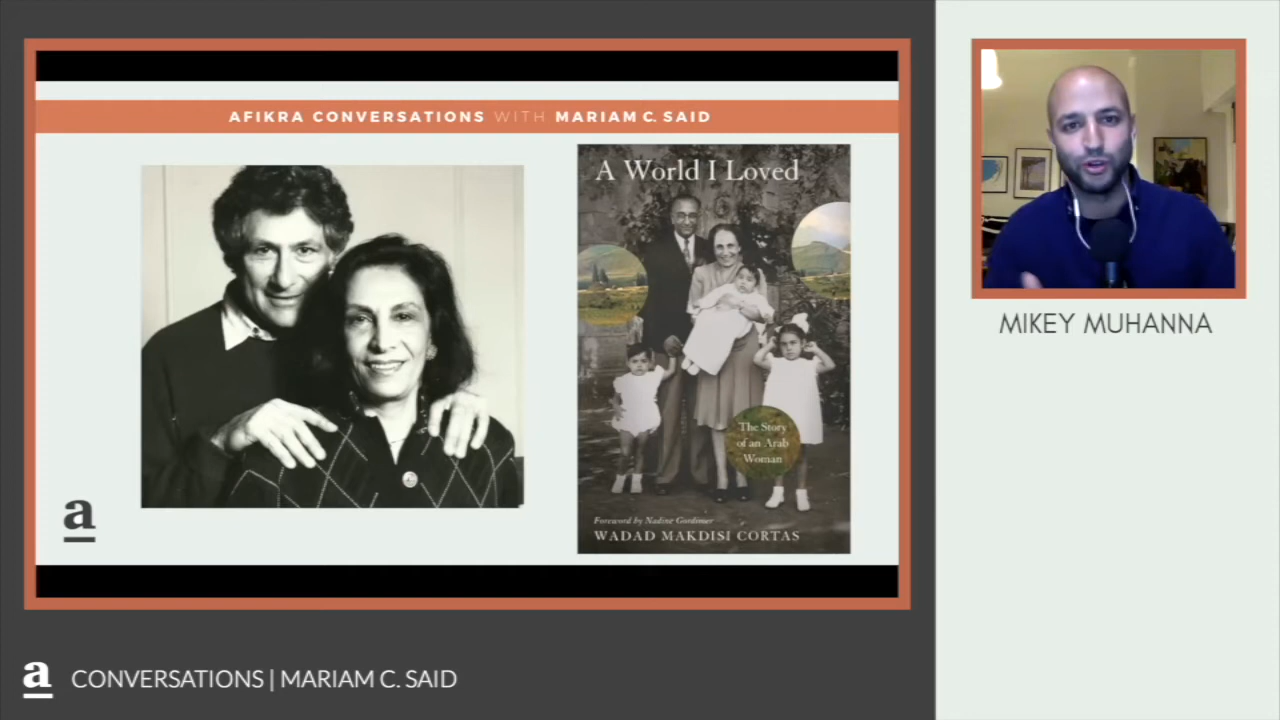 AFIKRA CONVERSATIONS WITH MARIAM C. SAID
A World I Loved
The Story
of an Arab
Woman
Foreword by Nadine Gordimer
WADAD MAKDISI CORTAS
a
MIKEY MUHANNA
a CONVERSATIONS | MARIAM C. SAID